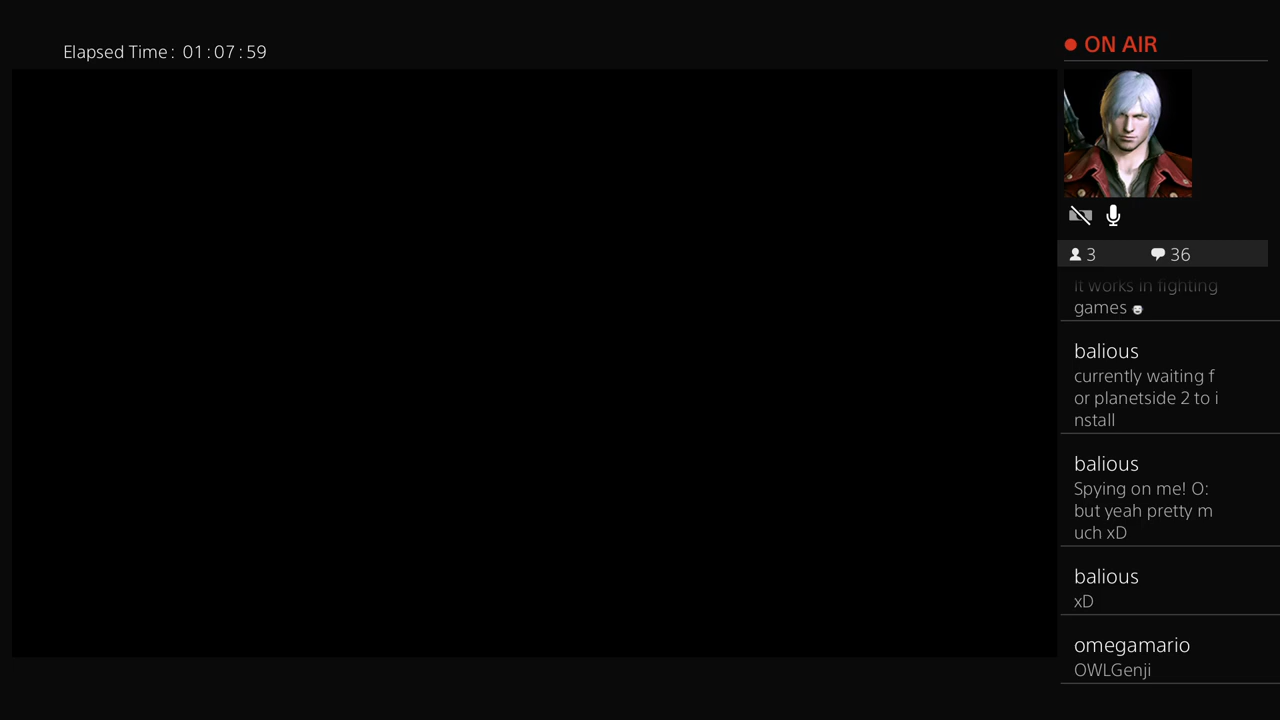 Elapsed Time: 01:07:59
ON AIR
3 36
it works in fighting
games
balious
currently waiting f
or planetside 2 to i
nstall
balious
Spying on me! O:
but yeah pretty m
uch xD
balious
xD
omegamario
OWLGenji